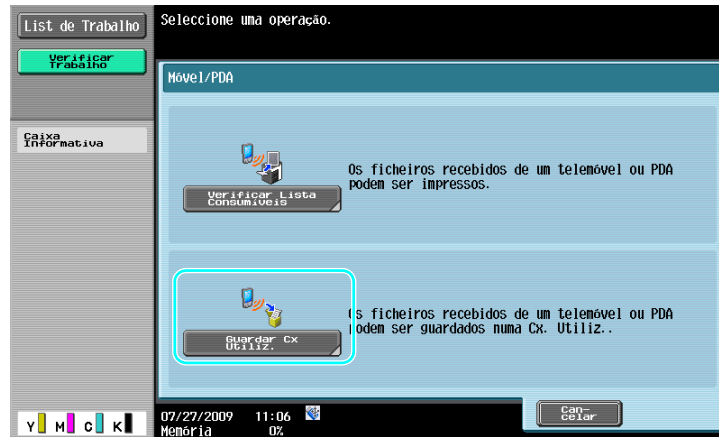 List de Trabalho
Seleccione uma operação.
Verificar
Trabalho
Móvel/PDA
Caixa
Informativa
Os ficheiros recebidos de um telemóvel ou PDA
podem ser impressos.
Verificar Lista
Consumíveis
Os ficheiros recebidos de um telemóvel ou PDA
podem ser guardados numa Cx. Utiliz..
Guardar Cx
Utiliz.
Can-
celar
Y M C K
07/27/2009 11:06
Memória 0%